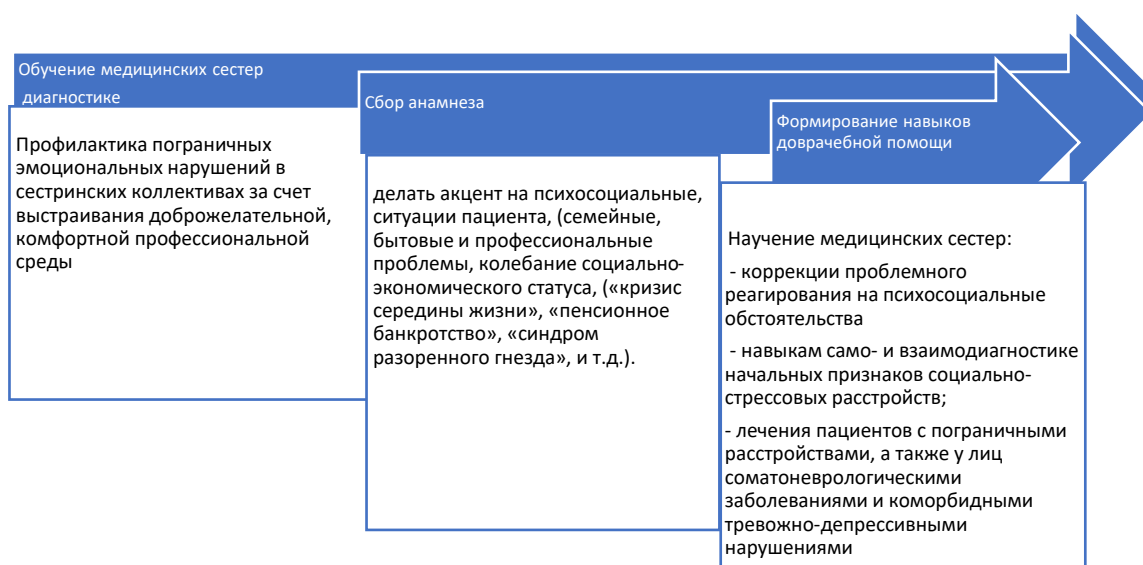 Обучение медицинских сестер
диагностике
Профилактика пограничных
эмоциональных нарушений в
сестринских коллективах за счет
выстраивания доброжелательной,
комфортной профессиональной
среды
Сбор анамнеза
делать акцент на психосоциальные,
ситуации пациента, (семейные,
бытовые и профессиональные
проблемы, колебание социально-
экономического статуса, («кризис
середины жизни», «пенсионное
банкротство», «синдром
разоренного гнезда», и т.д.).
Формирование навыков
доврачебной помощи
Научение медицинских сестер:
- коррекции проблемного
реагирования на психосоциальные
обстоятельства
- навыкам само- и взаимодиагностике
начальных признаков социально-
стрессовых расстройств;
- лечения пациентов с пограничными
расстройствами, а также у лиц
соматоневрологическими
заболеваниями и коморбидными
тревожно-депрессивными
нарушениями